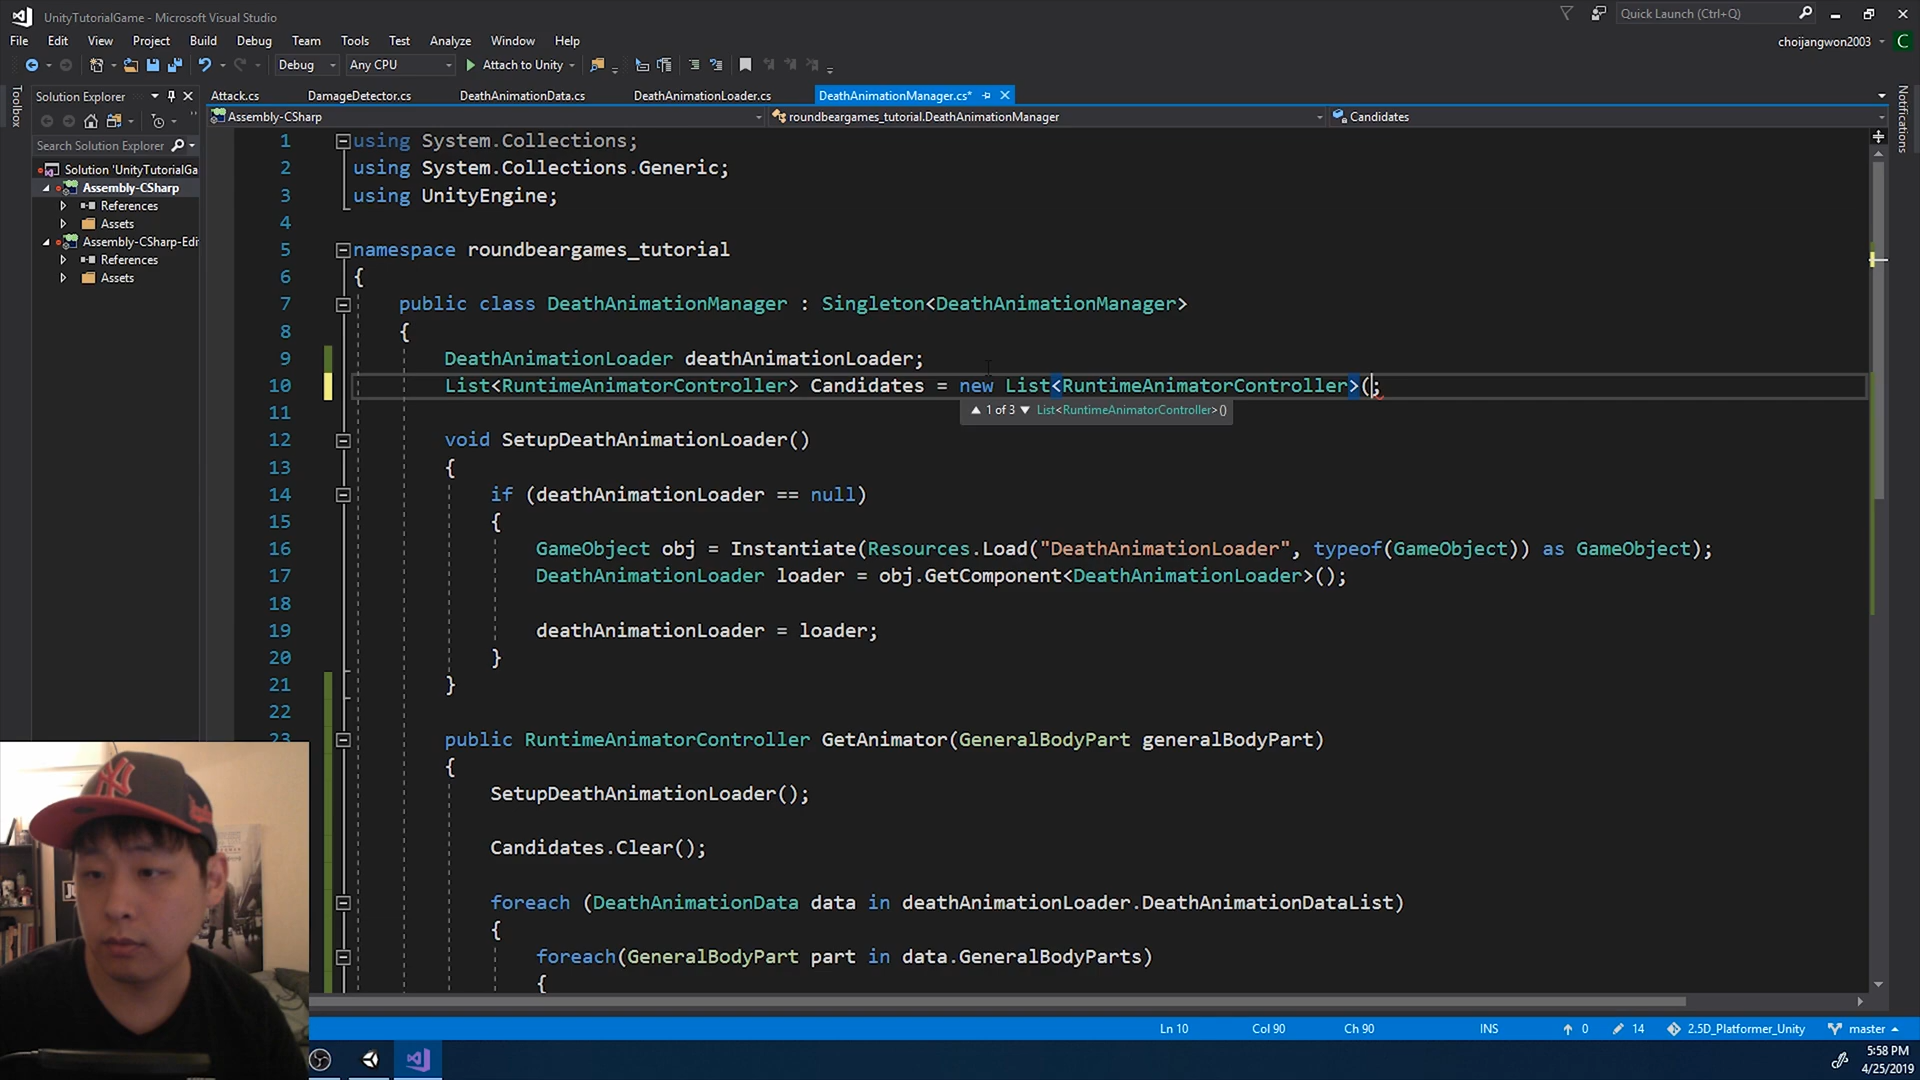 UnityTutorialGame - Microsoft Visual Studio
Quick Launch (Ctrl+Q)
File Edit View Project Build Debug Team Tools Test Analyze Window Help
choijangwon2003 C
Debug Any CPU Attach to Unity
Toolbox
Solution Explorer
Attack.cs DamageDetector.cs DeathAnimationData.cs DeathAnimationLoader.cs DeathAnimationManager.cs*
Notifications
Assembly-CSharp roundbeargames_tutorial.DeathAnimationManager Candidates
Search Solution Explorer
Solution 'UnityTutorialGa
Assembly-CSharp
References
Assets
Assembly-CSharp-Edi
References
Assets
1 using System.Collections;
2 using System.Collections.Generic;
3 using UnityEngine;
4
5 namespace roundbeargames_tutorial
6 {
7 public class DeathAnimationManager : Singleton<DeathAnimationManager>
8 {
9 DeathAnimationLoader deathAnimationLoader;
10 List<RuntimeAnimatorController> Candidates = new List<RuntimeAnimatorController>(;
1 of 3 List<RuntimeAnimatorController>()
11
12 void SetupDeathAnimationLoader()
13 {
14 if (deathAnimationLoader == null)
15 {
16 GameObject obj = Instantiate(Resources.Load("DeathAnimationLoader", typeof(GameObject)) as GameObject);
17 DeathAnimationLoader loader = obj.GetComponent<DeathAnimationLoader>();
18
19 deathAnimationLoader = loader;
20 }
21 }
22
23 public RuntimeAnimatorController GetAnimator(GeneralBodyPart generalBodyPart)
{
SetupDeathAnimationLoader();
Candidates.Clear();
foreach (DeathAnimationData data in deathAnimationLoader.DeathAnimationDataList)
{
foreach(GeneralBodyPart part in data.GeneralBodyParts)
{
Ln 10 Col 90 Ch 90 INS 0 14 2.5D_Platformer_Unity master
5:58 PM
4/25/2019